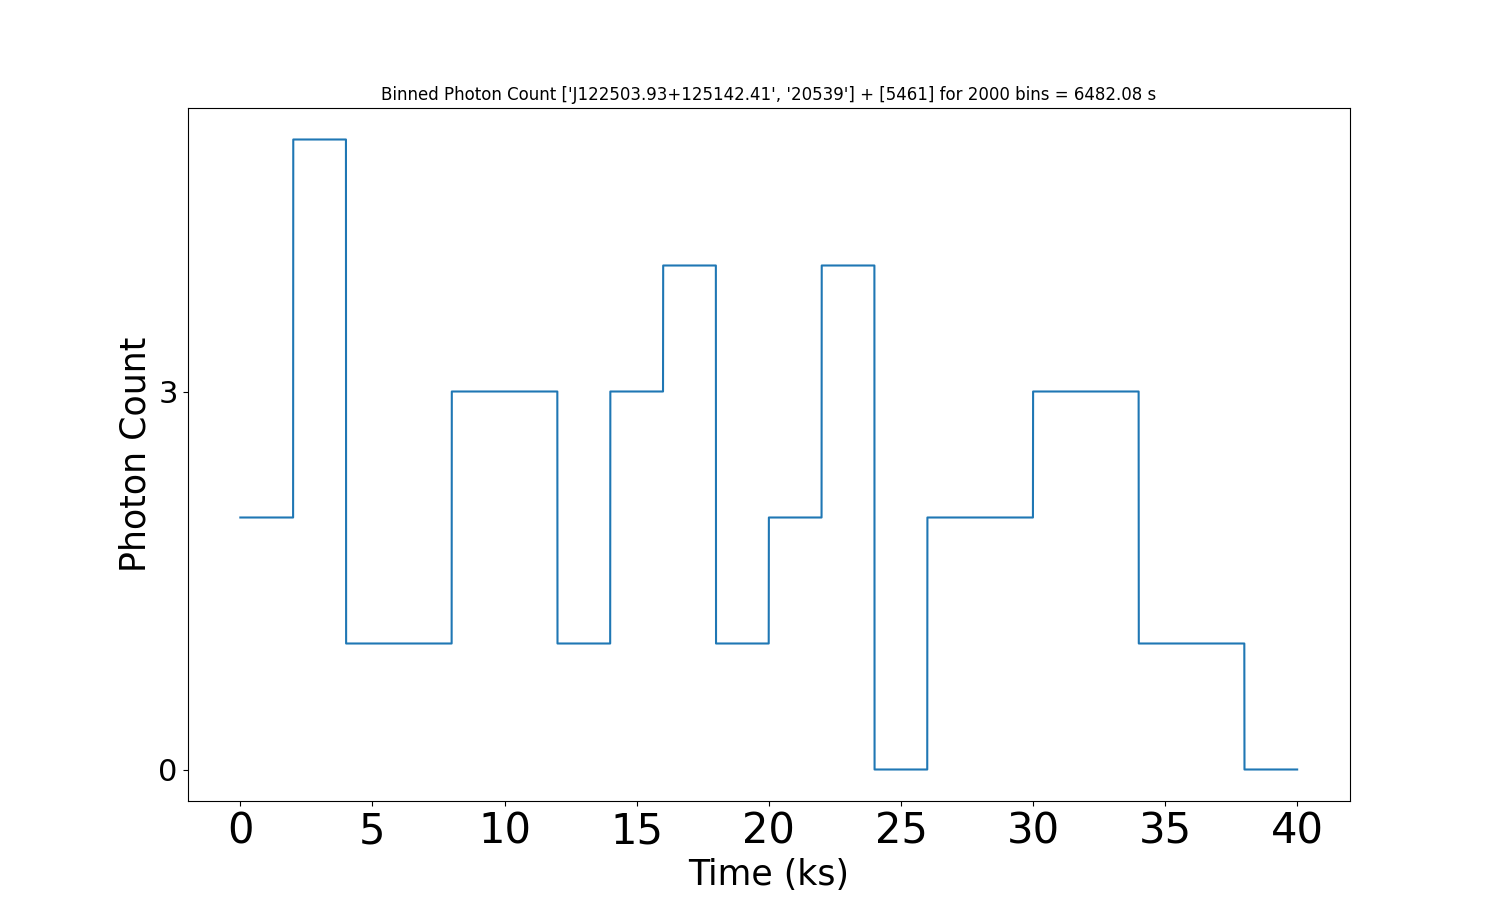 Binned Photon Count ['J122503.93+125142.41', '20539'] + [5461] for 2000 bins = 6482.08 s
Photon Count
3
0
0 5 10 15 20 25 30 35 40
Time (ks)